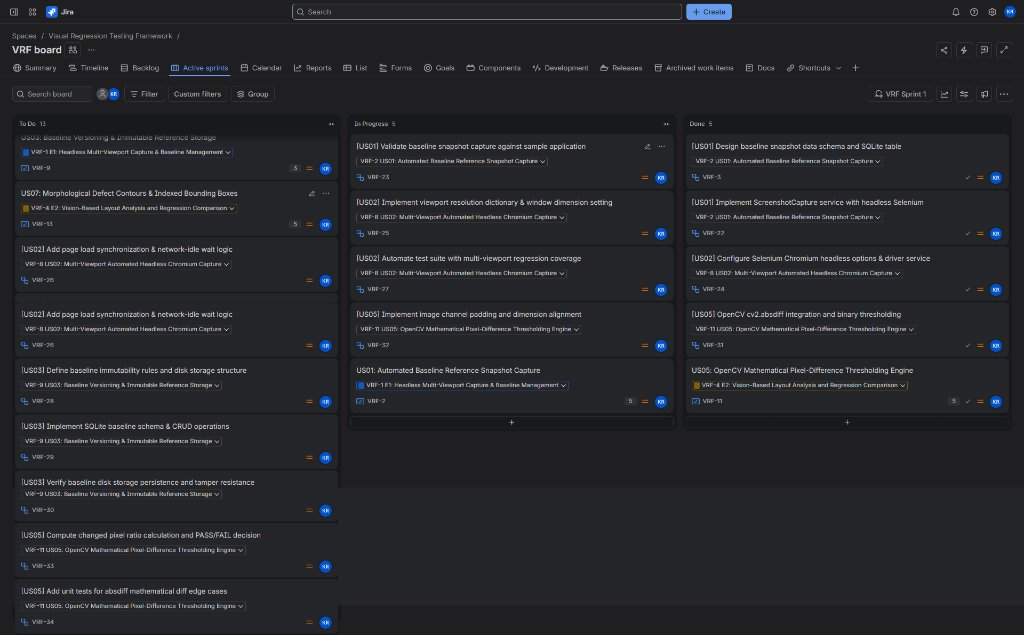 Jira
Search
+ Create
KR
Spaces / Visual Regression Testing Framework /
VRF board
Summary
Timeline
Backlog
Active sprints
Calendar
Reports
List
Forms
Goals
Components
Development
Releases
Archived work items
Docs
Shortcuts
Search board
KR
Filter
Custom filters
Group
VRF Sprint 1
To Do 13
US03: Baseline Versioning & Immutable Reference Storage
VRF-1 E1: Headless Multi-Viewport Capture & Baseline Management
VRF-9
3
KR
US07: Morphological Defect Contours & Indexed Bounding Boxes
VRF-4 E2: Vision-Based Layout Analysis and Regression Comparison
VRF-13
5
KR
[US02] Add page load synchronization & network-idle wait logic
VRF-8 US02: Multi-Viewport Automated Headless Chromium Capture
VRF-26
KR
[US02] Add page load synchronization & network-idle wait logic
VRF-8 US02: Multi-Viewport Automated Headless Chromium Capture
VRF-26
KR
[US03] Define baseline immutability rules and disk storage structure
VRF-9 US03: Baseline Versioning & Immutable Reference Storage
VRF-28
KR
[US03] Implement SQLite baseline schema & CRUD operations
VRF-9 US03: Baseline Versioning & Immutable Reference Storage
VRF-29
KR
[US03] Verify baseline disk storage persistence and tamper resistance
VRF-9 US03: Baseline Versioning & Immutable Reference Storage
VRF-30
KR
[US05] Compute changed pixel ratio calculation and PASS/FAIL decision
VRF-11 US05: OpenCV Mathematical Pixel-Difference Thresholding Engine
VRF-33
KR
[US05] Add unit tests for absdiff mathematical diff edge cases
VRF-11 US05: OpenCV Mathematical Pixel-Difference Thresholding Engine
VRF-34
KR
In Progress 5
[US01] Validate baseline snapshot capture against sample application
VRF-2 US01: Automated Baseline Reference Snapshot Capture
VRF-23
KR
[US02] Implement viewport resolution dictionary & window dimension setting
VRF-8 US02: Multi-Viewport Automated Headless Chromium Capture
VRF-25
KR
[US02] Automate test suite with multi-viewport regression coverage
VRF-8 US02: Multi-Viewport Automated Headless Chromium Capture
VRF-27
KR
[US05] Implement image channel padding and dimension alignment
VRF-11 US05: OpenCV Mathematical Pixel-Difference Thresholding Engine
VRF-32
KR
US01: Automated Baseline Reference Snapshot Capture
VRF-1 E1: Headless Multi-Viewport Capture & Baseline Management
VRF-2
5
KR
+
Done 5
[US01] Design baseline snapshot data schema and SQLite table
VRF-2 US01: Automated Baseline Reference Snapshot Capture
VRF-3
KR
[US01] Implement ScreenshotCapture service with headless Selenium
VRF-2 US01: Automated Baseline Reference Snapshot Capture
VRF-22
KR
[US02] Configure Selenium Chromium headless options & driver service
VRF-8 US02: Multi-Viewport Automated Headless Chromium Capture
VRF-24
KR
[US05] OpenCV cv2.absdiff integration and binary thresholding
VRF-11 US05: OpenCV Mathematical Pixel-Difference Thresholding Engine
VRF-31
KR
US05: OpenCV Mathematical Pixel-Difference Thresholding Engine
VRF-4 E2: Vision-Based Layout Analysis and Regression Comparison
VRF-11
5
KR
+